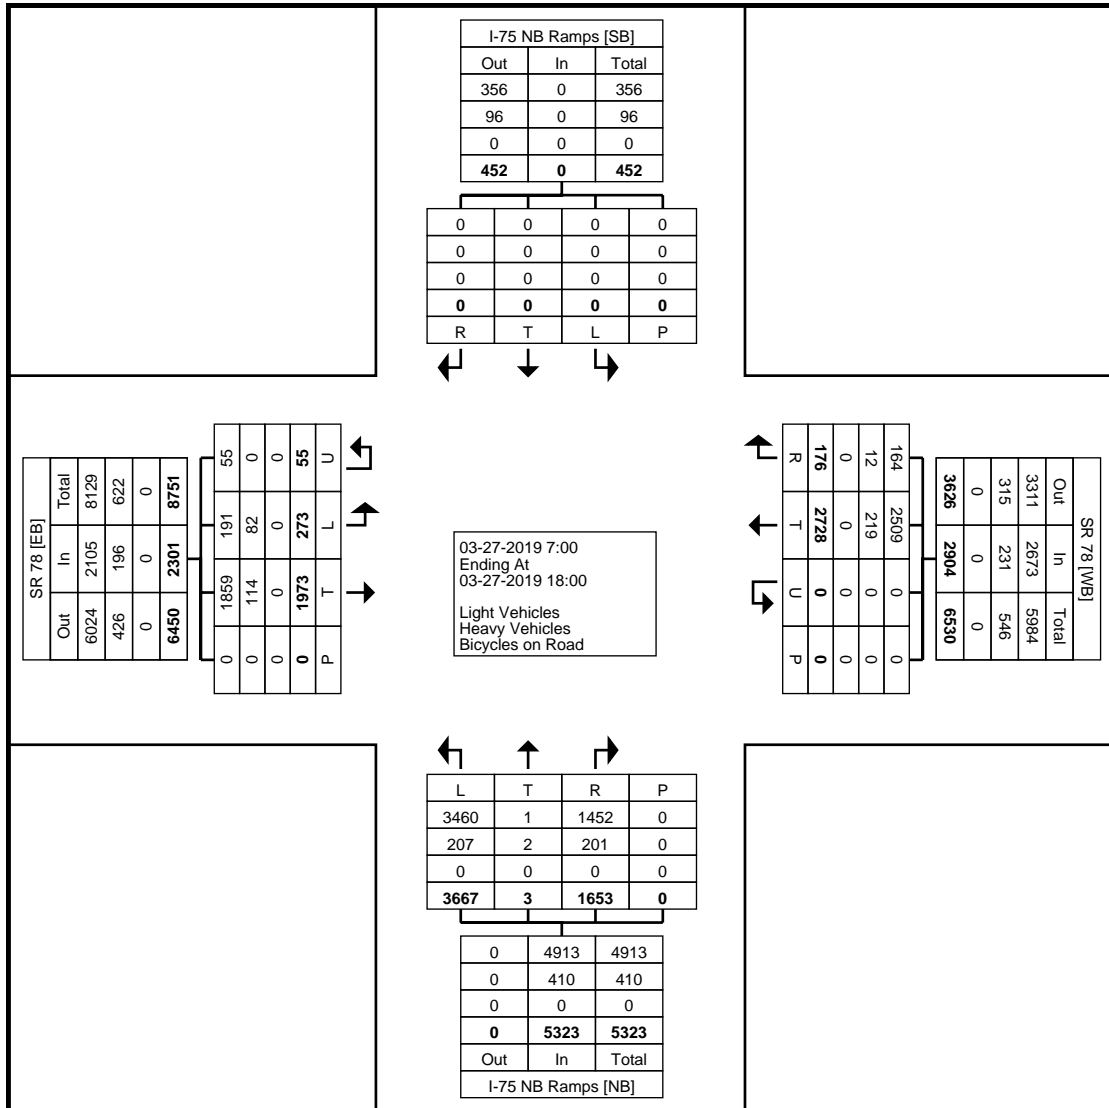 I-75 NB Ramps [SB]
Out In Total
356 0 356
96 0 96
0 0 0
452 0 452
0 0 0 0
0 0 0 0
0 0 0 0
0 0 0 0
R T L P
SR 78 [EB]
Total In Out
8129 2105 6024
622 196 426
0 0 0
8751 2301 6450
55 191 1859 0
0 82 114 0
0 0 0 0
55 273 1973 0
U L T P
03-27-2019 7:00
Ending At
03-27-2019 18:00
Light Vehicles
Heavy Vehicles
Bicycles on Road
R T U P
176 2728 0 0
0 0 0 0
12 219 0 0
164 2509 0 0
3626 2904 6530
0 0 0
315 231 546
3311 2673 5984
Out In Total
SR 78 [WB]
L T R P
3460 1 1452 0
207 2 201 0
0 0 0 0
3667 3 1653 0
0 4913 4913
0 410 410
0 0 0
0 5323 5323
Out In Total
I-75 NB Ramps [NB]